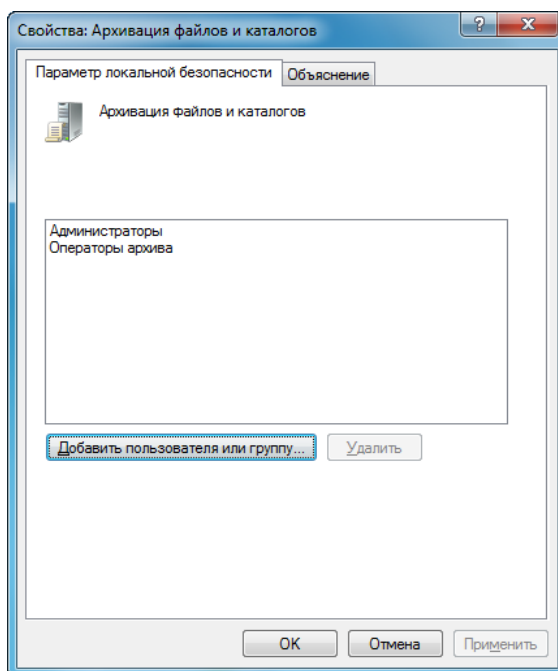 Свойства: Архивация файлов и каталогов
?
Параметр локальной безопасности
Объяснение
Архивация файлов и каталогов
Администраторы
Операторы архива
Добавить пользователя или группу...
Удалить
OK
Отмена
Применить